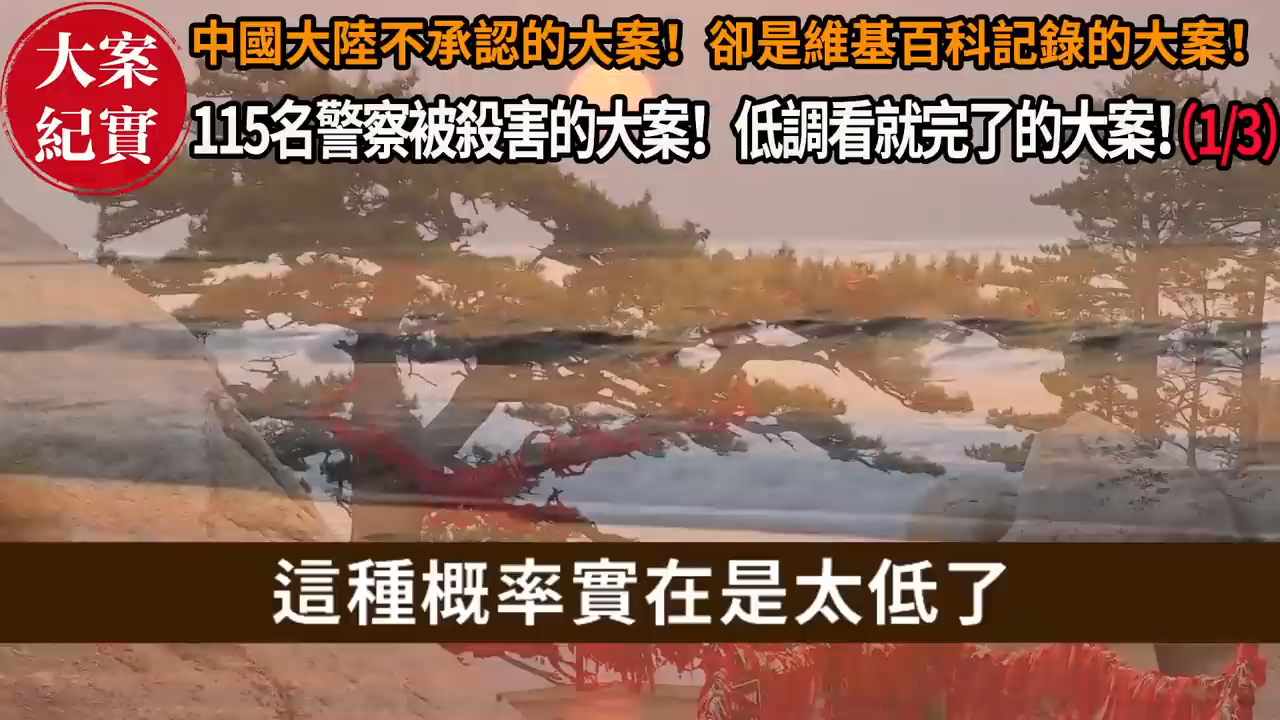 大案
紀實
中國大陸不承認的大案！卻是維基百科記錄的大案！
115名警察被殺害的大案！低調看就完了的大案！(1/3)
這種概率實在是太低了